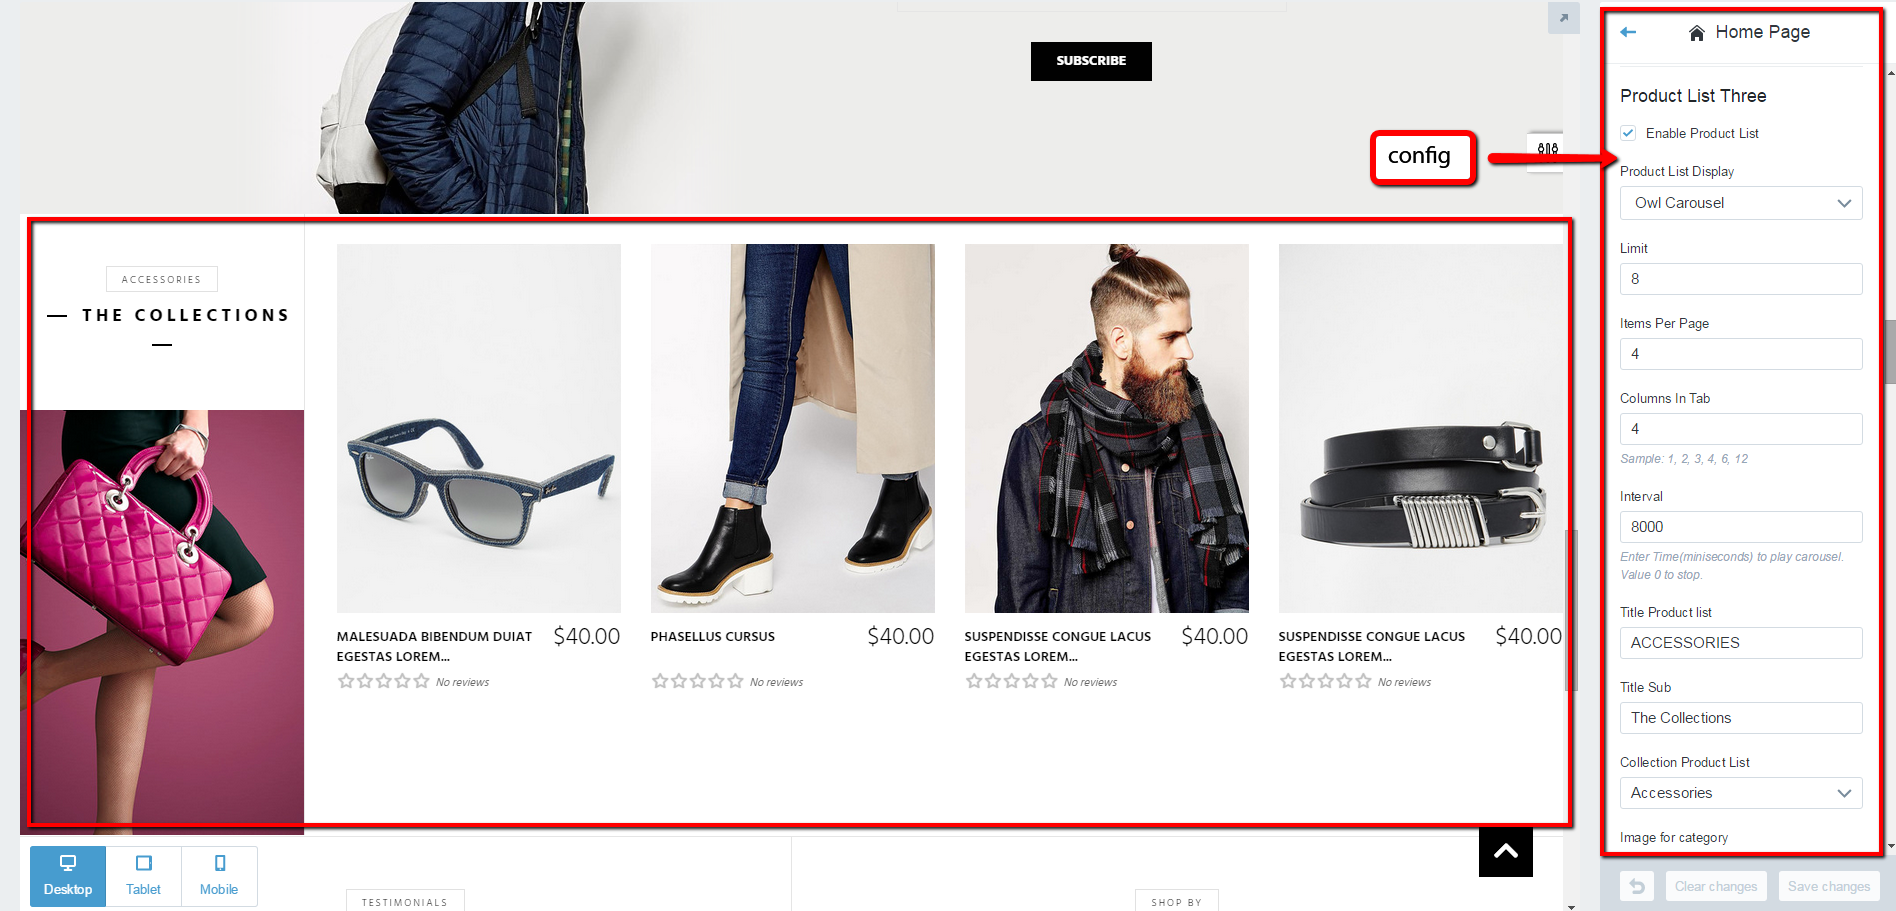 SUBSCRIBE
config
ACCESSORIES
— THE COLLECTIONS —
MALESUADA BIBENDUM DUIAT
EGESTAS LOREM...
$40.00
No reviews
PHASELLUS CURSUS
$40.00
No reviews
SUSPENDISSE CONGUE LACUS
EGESTAS LOREM...
$40.00
No reviews
SUSPENDISSE CONGUE LACUS
EGESTAS LOREM...
$40.00
No reviews
TESTIMONIALS
SHOP BY
Desktop
Tablet
Mobile
Home Page
Product List Three
Enable Product List
Product List Display
Owl Carousel
Limit
8
Items Per Page
4
Columns In Tab
4
Sample: 1, 2, 3, 4, 6, 12
Interval
8000
Enter Time(miniseconds) to play carousel.
Value 0 to stop.
Title Product list
ACCESSORIES
Title Sub
The Collections
Collection Product List
Accessories
Image for category
Clear changes
Save changes